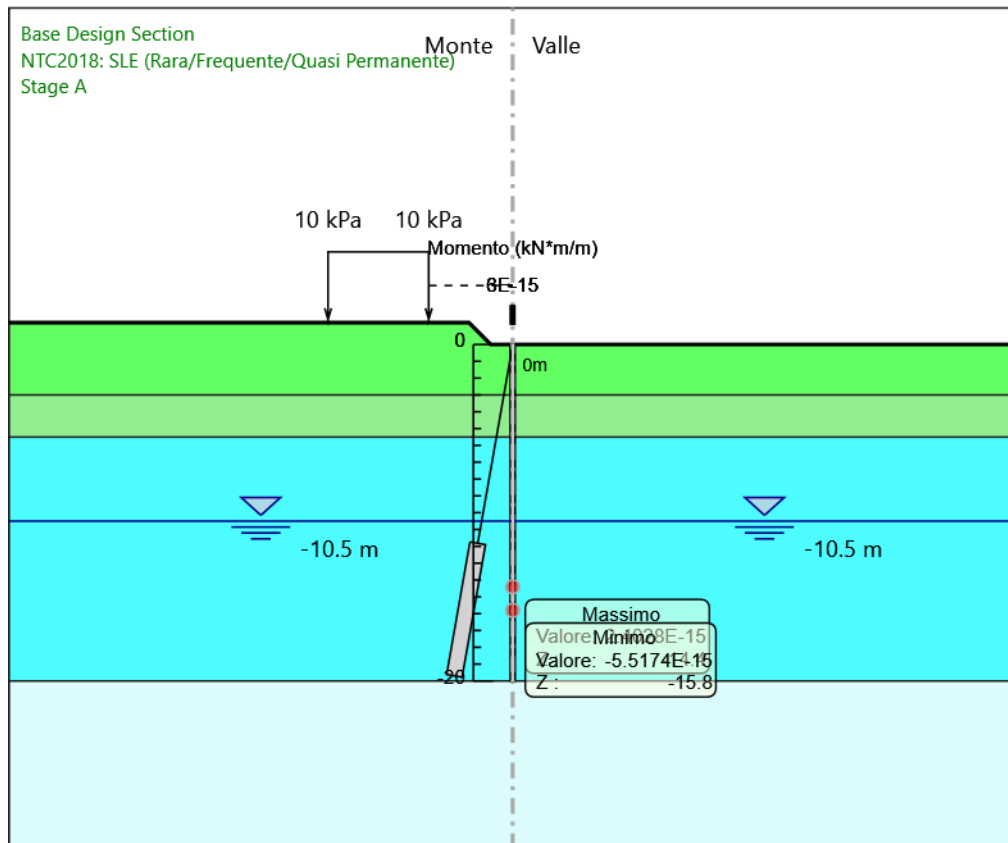 Base Design Section
NTC2018: SLE (Rara/Frequente/Quasi Permanente)
Stage A
Monte
Valle
10 kPa
10 kPa
Momento (kN*m/m)
0
0m
-10.5 m
-10.5 m
Massimo
Valore:
Minimo
Valore: -5.5174E-15
Z : -15.8
-20